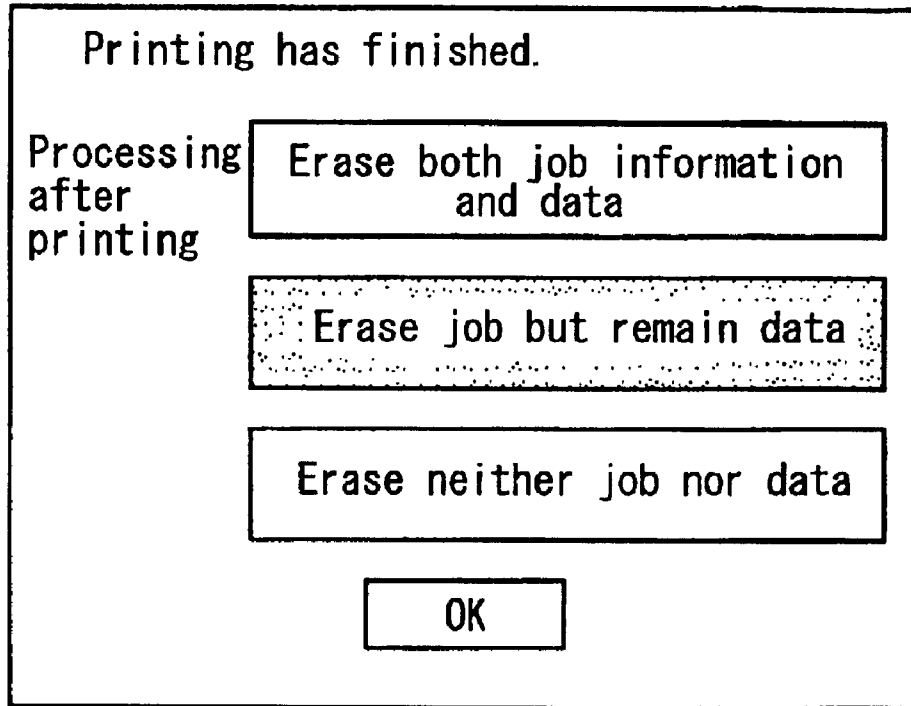 Printing has finished.
Processing
after
printing
Erase both job information
and data
Erase job but remain data
Erase neither job nor data
OK